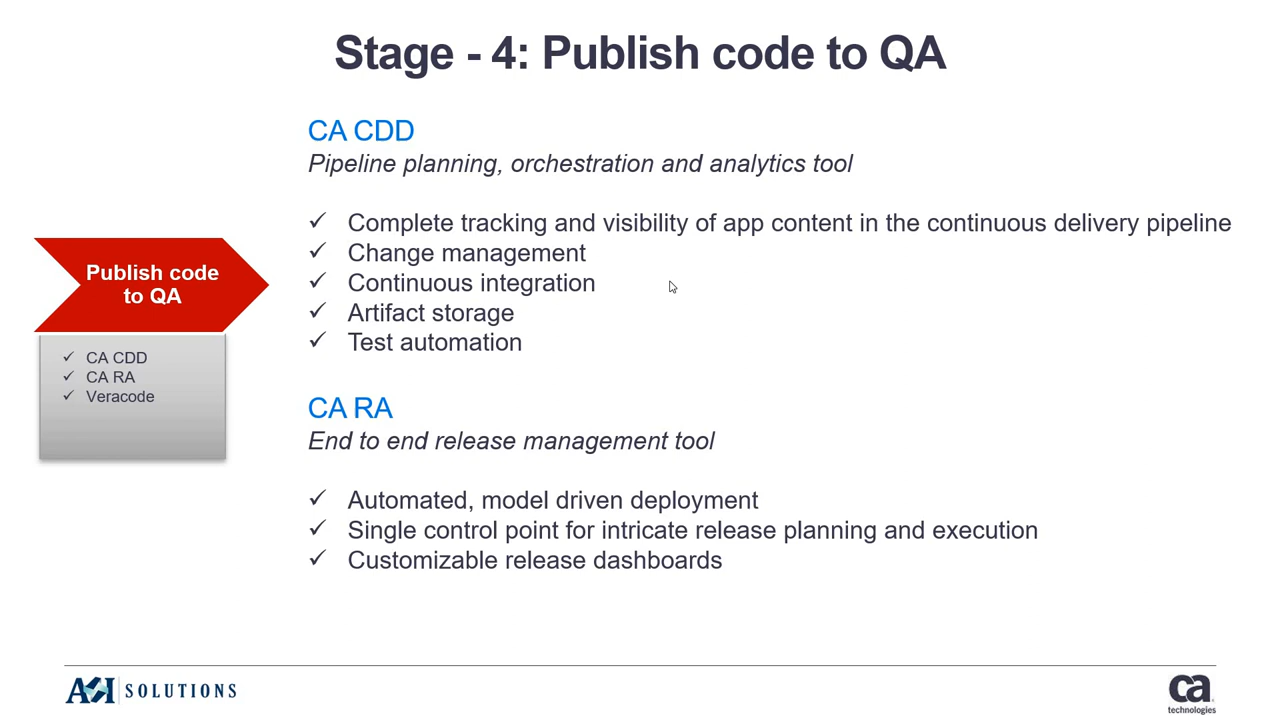 Stage - 4: Publish code to QA
CA CDD
Pipeline planning, orchestration and analytics tool
✓ Complete tracking and visibility of app content in the continuous delivery pipeline
✓ Change management
✓ Continuous integration
✓ Artifact storage
✓ Test automation
Publish code
to QA
✓ CA CDD
✓ CA RA
✓ Veracode
CA RA
End to end release management tool
✓ Automated, model driven deployment
✓ Single control point for intricate release planning and execution
✓ Customizable release dashboards
SOLUTIONS
ca
technologies